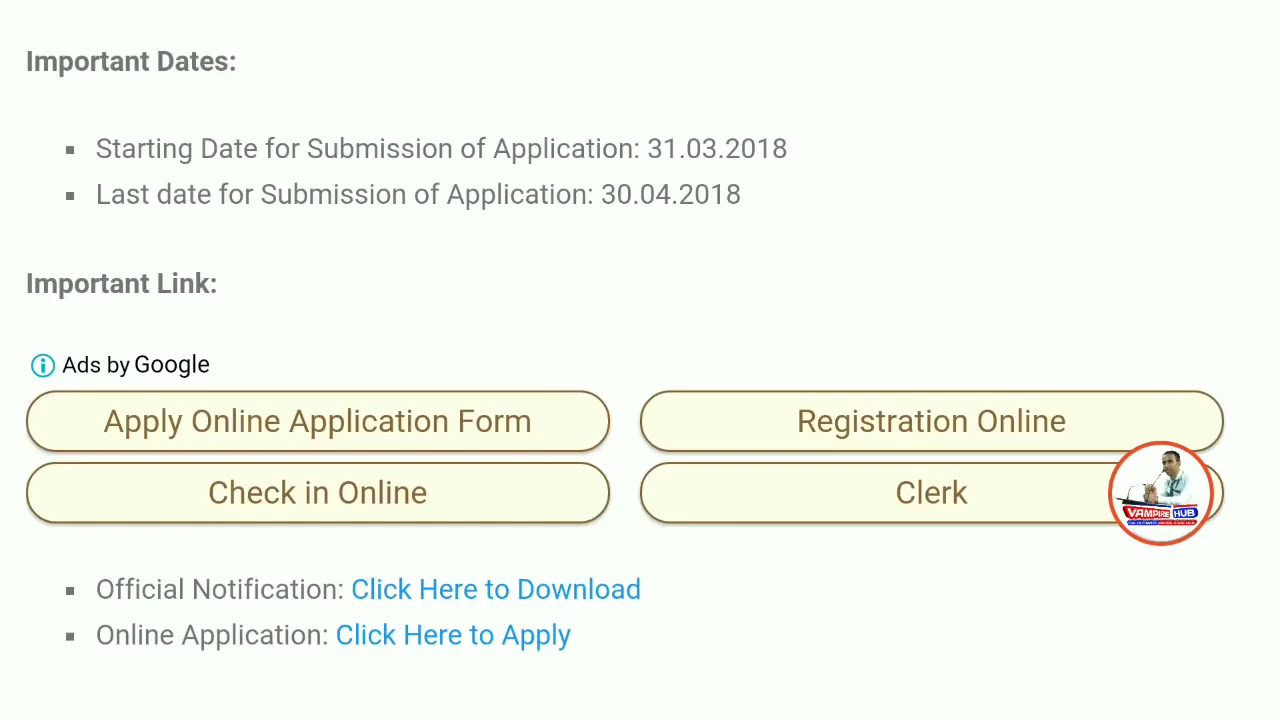 Important Dates:
Starting Date for Submission of Application: 31.03.2018
Last date for Submission of Application: 30.04.2018
Important Link:
Ads by Google
Apply Online Application Form
Registration Online
Check in Online
Clerk
VAMPIRE HUB
Official Notification: Click Here to Download
Online Application: Click Here to Apply